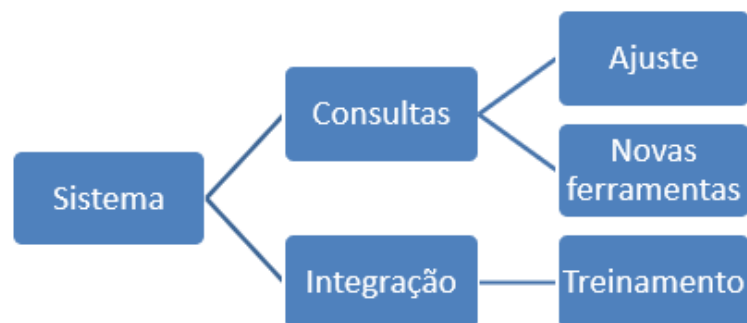 Sistema
Consultas
Ajuste
Novas
ferramentas
Integração
Treinamento